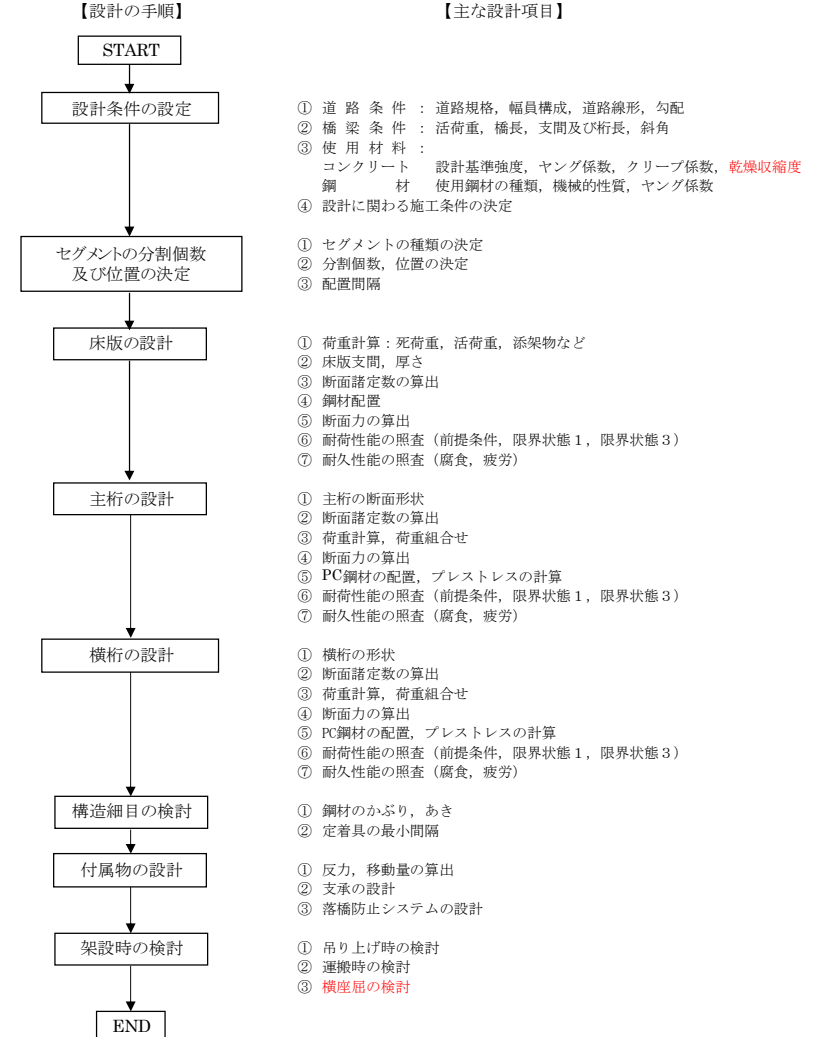 【設計の手順】
【主な設計項目】
START
設計条件の設定
① 道 路 条 件 ： 道路規格，幅員構成，道路線形，勾配
② 橋 梁 条 件 ： 活荷重，橋長，支間及び桁長，斜角
③ 使 用 材 料 ：
コンクリート 設計基準強度，ヤング係数，クリープ係数，乾燥収縮度
鋼 材 使用鋼材の種類，機械的性質，ヤング係数
④ 設計に関わる施工条件の決定
セグメントの分割個数
及び位置の決定
① セグメントの種類の決定
② 分割個数，位置の決定
③ 配置間隔
床版の設計
① 荷重計算：死荷重，活荷重，添架物など
② 床版支間，厚さ
③ 断面諸定数の算出
④ 鋼材配置
⑤ 断面力の算出
⑥ 耐荷性能の照査（前提条件，限界状態１，限界状態３）
⑦ 耐久性能の照査（腐食，疲労）
主桁の設計
① 主桁の断面形状
② 断面諸定数の算出
③ 荷重計算，荷重組合せ
④ 断面力の算出
⑤ PC鋼材の配置，プレストレスの計算
⑥ 耐荷性能の照査（前提条件，限界状態１，限界状態３）
⑦ 耐久性能の照査（腐食，疲労）
横桁の設計
① 横桁の形状
② 断面諸定数の算出
③ 荷重計算，荷重組合せ
④ 断面力の算出
⑤ PC鋼材の配置，プレストレスの計算
⑥ 耐荷性能の照査（前提条件，限界状態１，限界状態３）
⑦ 耐久性能の照査（腐食，疲労）
構造細目の検討
① 鋼材のかぶり，あき
② 定着具の最小間隔
付属物の設計
① 反力，移動量の算出
② 支承の設計
③ 落橋防止システムの設計
架設時の検討
① 吊り上げ時の検討
② 運搬時の検討
③ 横座屈の検討
END